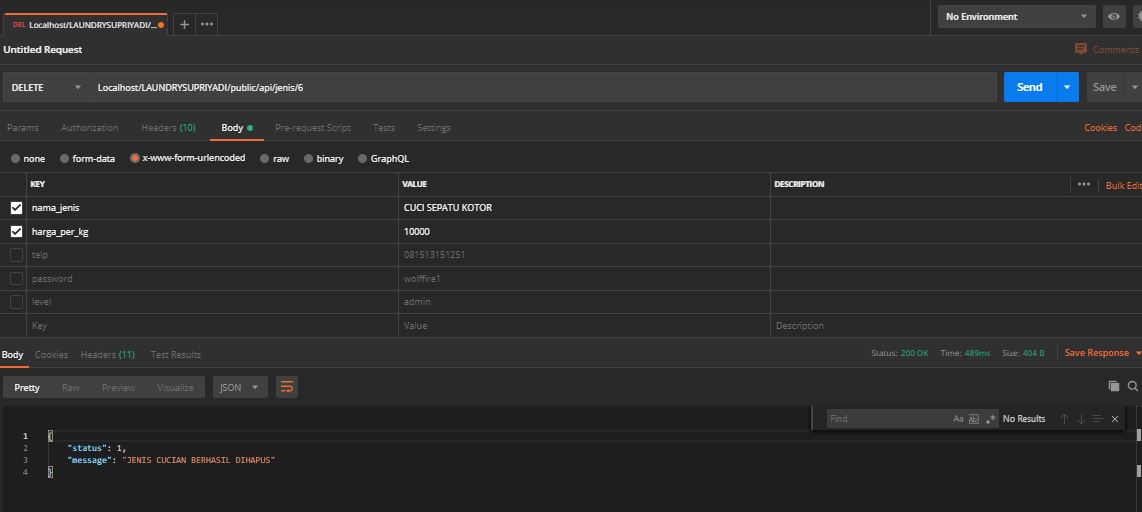 DEL Localhost/LAUNDRYSUPRIYADI/... + ••• No Environment
Untitled Request Comments
DELETE Localhost/LAUNDRYSUPRIYADI/public/api/jenis/6 Send Save
Params Authorization Headers (10) Body Pre-request Script Tests Settings Cookies Cod
none form-data x-www-form-urlencoded raw binary GraphQL
KEY VALUE DESCRIPTION ••• Bulk Edit
nama_jenis CUCI SEPATU KOTOR
harga_per_kg 10000
telp 081513151251
password wolffire1
level admin
Key Value Description
Body Cookies Headers (11) Test Results Status: 200 OK Time: 489ms Size: 404 B Save Response
Pretty Raw Preview Visualize JSON
Find Aa Ab| .* No Results
1 {
2 "status": 1,
3 "message": "JENIS CUCIAN BERHASIL DIHAPUS"
4 }